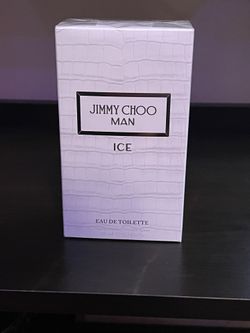 JIMMY CHOO
MAN
ICE
EAU DE TOILETTE